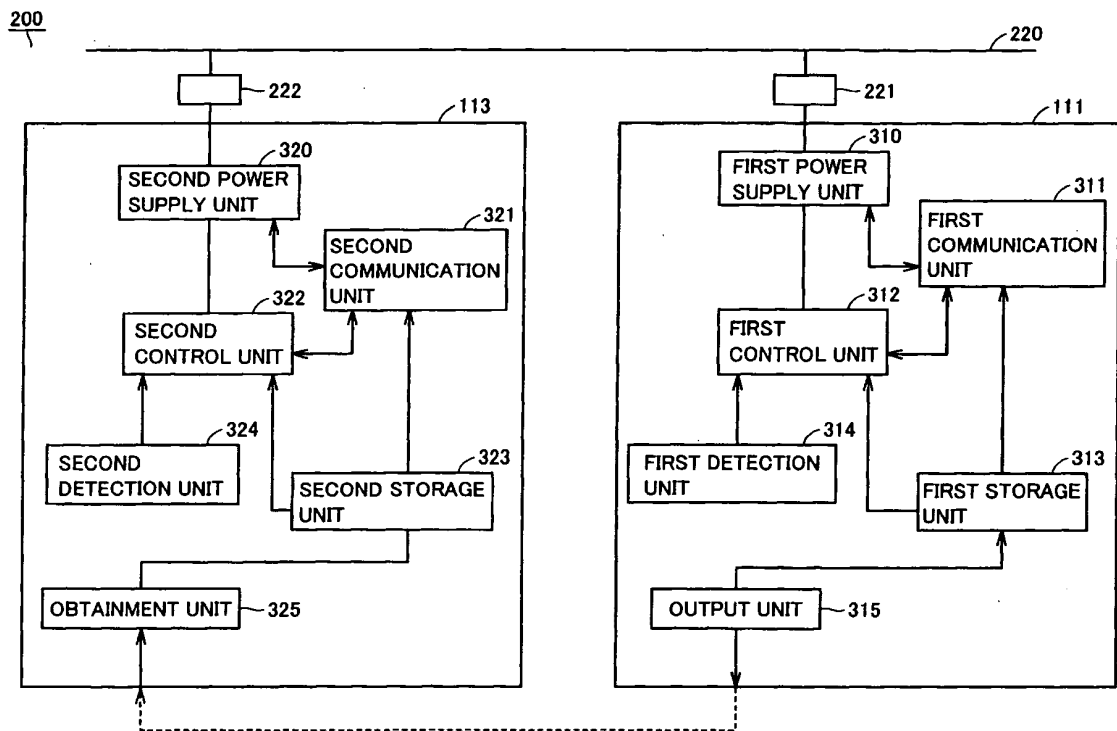 200
220
222
221
113
111
320
SECOND POWER
SUPPLY UNIT
321
SECOND
COMMUNICATION
UNIT
322
SECOND
CONTROL UNIT
324
SECOND
DETECTION UNIT
323
SECOND STORAGE
UNIT
OBTAINMENT UNIT
325
310
FIRST POWER
SUPPLY UNIT
311
FIRST
COMMUNICATION
UNIT
312
FIRST
CONTROL UNIT
314
FIRST DETECTION
UNIT
313
FIRST STORAGE
UNIT
OUTPUT UNIT
315